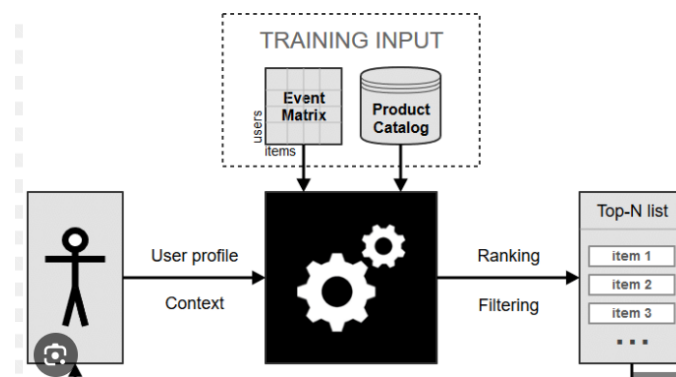 TRAINING INPUT
Event
Matrix
users
items
Product
Catalog
User profile
Context
Ranking
Filtering
Top-N list
item 1
item 2
item 3
...